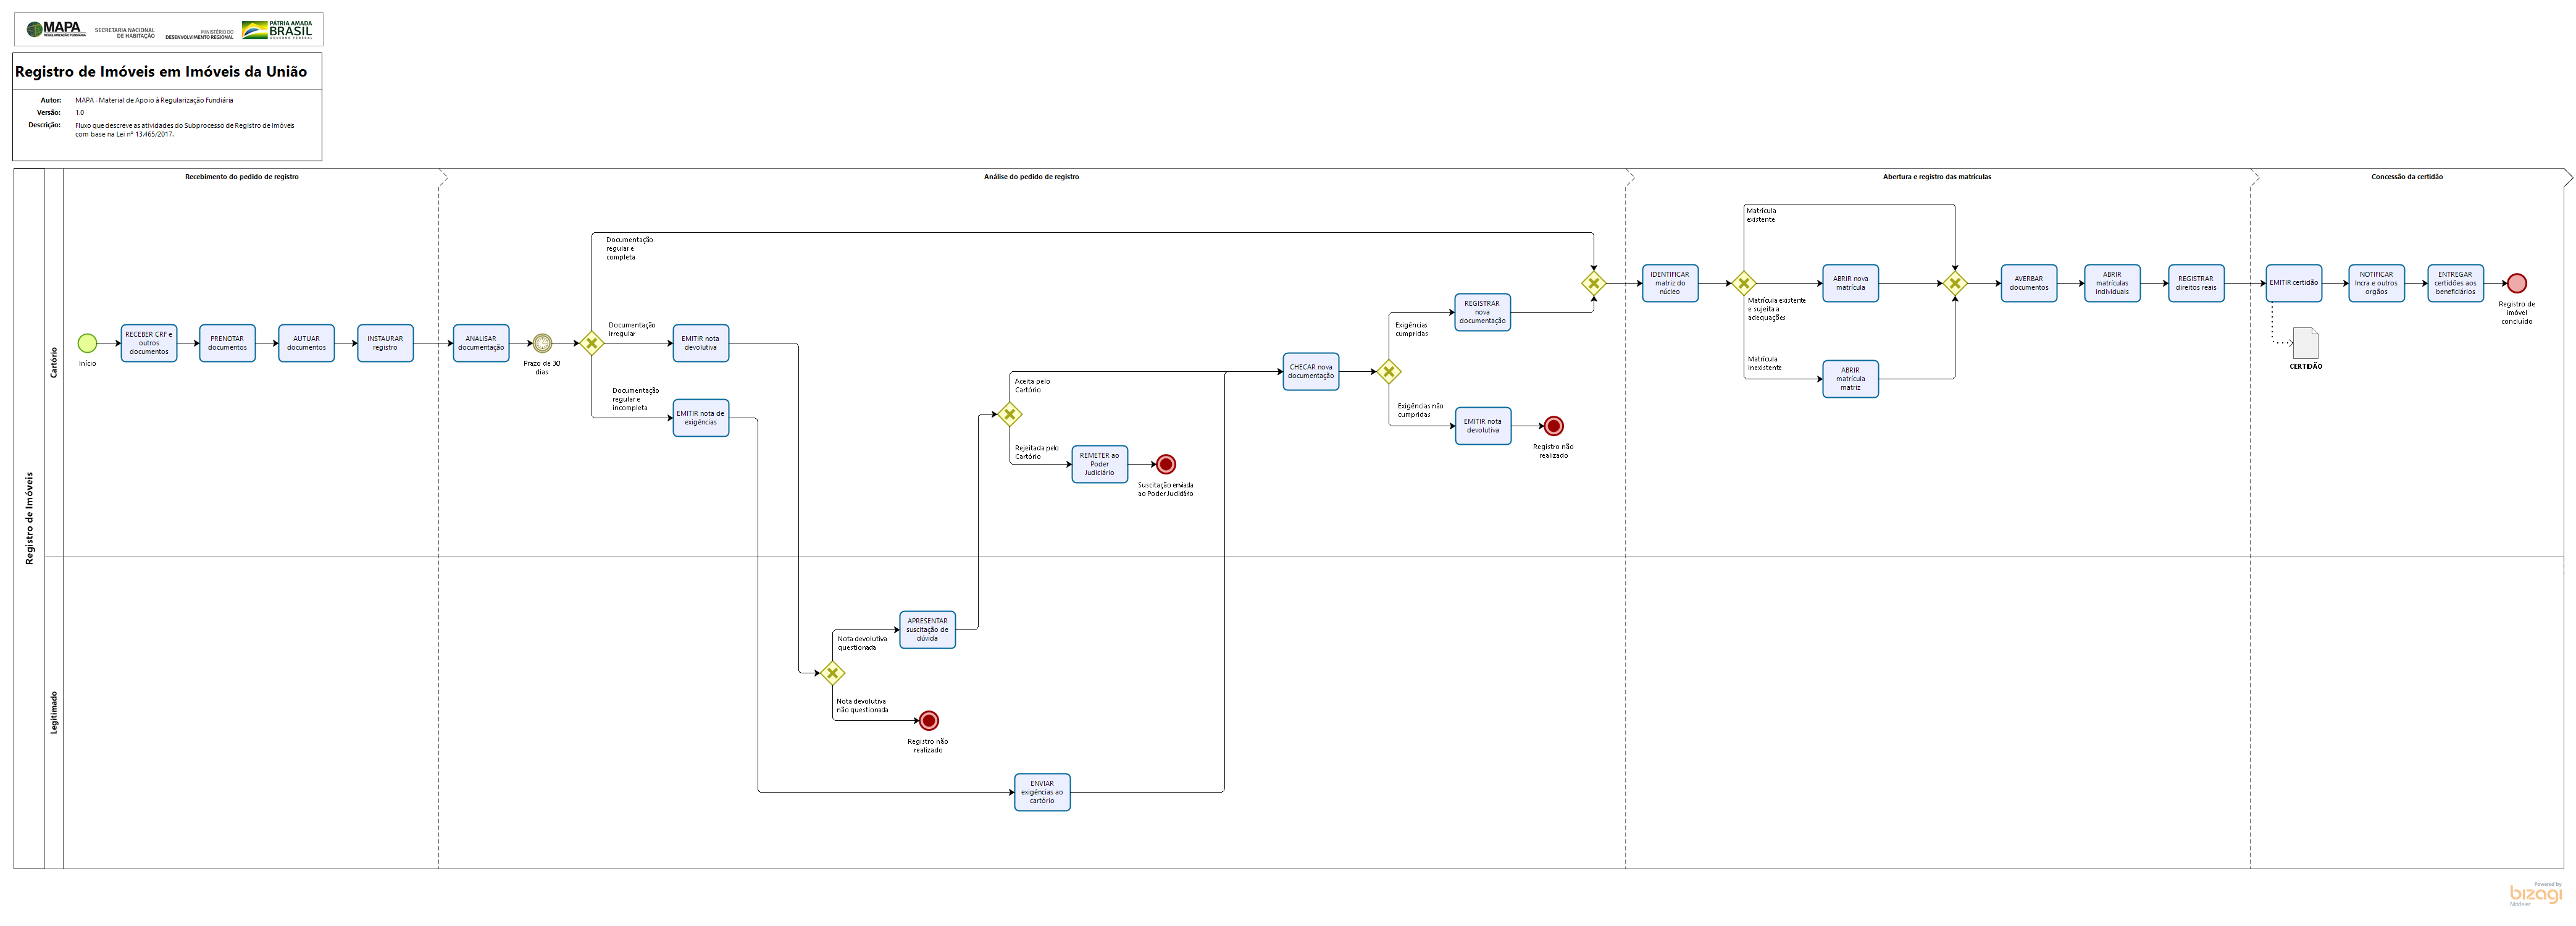 MAPA
REGULARIZAÇÃO FUNDIÁRIA
SECRETARIA NACIONAL
DE HABITAÇÃO
MINISTÉRIO DO
DESENVOLVIMENTO REGIONAL
PÁTRIA AMADA
BRASIL
GOVERNO FEDERAL
Registro de Imóveis em Imóveis da União
Autor: MAPA - Material de Apoio à Regularização Fundiária
Versão: 1.0
Descrição: Fluxo que descreve as atividades do Subprocesso de Registro de Imóveis
com base na Lei nº 13.465/2017.
Registro de Imóveis
Cartório
Legitimado
Recebimento do pedido de registro
Análise do pedido de registro
Abertura e registro das matrículas
Concessão da certidão
Início
RECEBER CRF e
outros
documentos
PRENOTAR
documentos
AUTUAR
documentos
INSTAURAR
registro
ANALISAR
documentação
Prazo de 30
dias
Documentação
regular e
completa
Documentação
irregular
Documentação
regular e
incompleta
EMITIR nota
devolutiva
EMITIR nota de
exigências
Nota devolutiva
questionada
Nota devolutiva
não questionada
APRESENTAR
suscitação de
dúvida
Registro não
realizado
ENVIAR
exigências ao
cartório
Aceita pelo
Cartório
Rejeitada pelo
Cartório
REMETER ao
Poder
Judiciário
Suscitação enviada
ao Poder Judidário
CHECAR nova
documentação
Exigências
cumpridas
Exigências não
cumpridas
REGISTRAR
nova
documentação
EMITIR nota
devolutiva
Registro não
realizado
IDENTIFICAR
matriz do
núcleo
Matrícula
existente
Matrícula existente
e sujeita a
adequações
Matrícula
inexistente
ABRIR nova
matrícula
ABRIR
matrícula
matriz
AVERBAR
documentos
ABRIR
matrículas
individuais
REGISTRAR
direitos reais
EMITIR certidão
CERTIDÃO
NOTIFICAR
Incra e outros
orgãos
ENTREGAR
certidões aos
beneficiários
Registro de
imóvel
concluído
Powered by
bizagi
Modeler